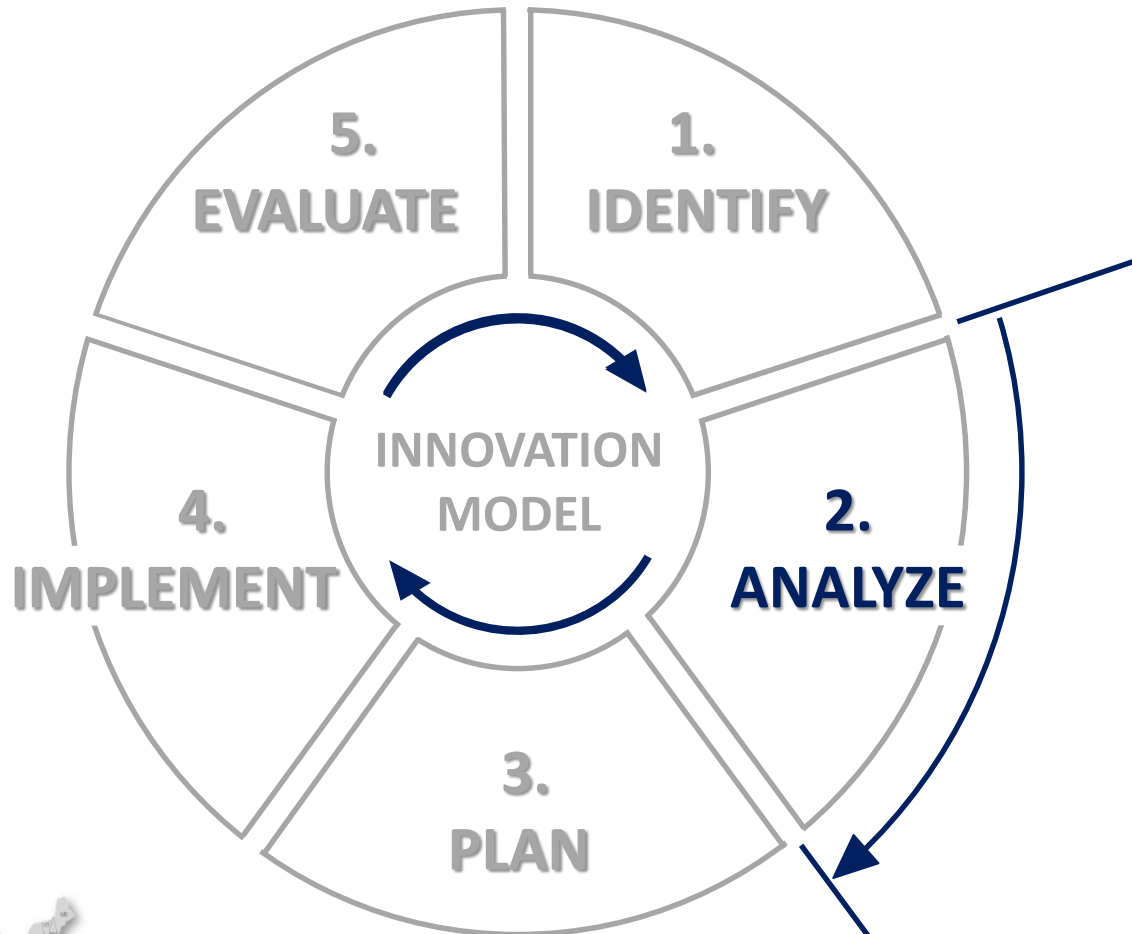 1.
IDENTIFY
2.
ANALYZE
3.
PLAN
4.
IMPLEMENT
5.
EVALUATE
INNOVATION
MODEL